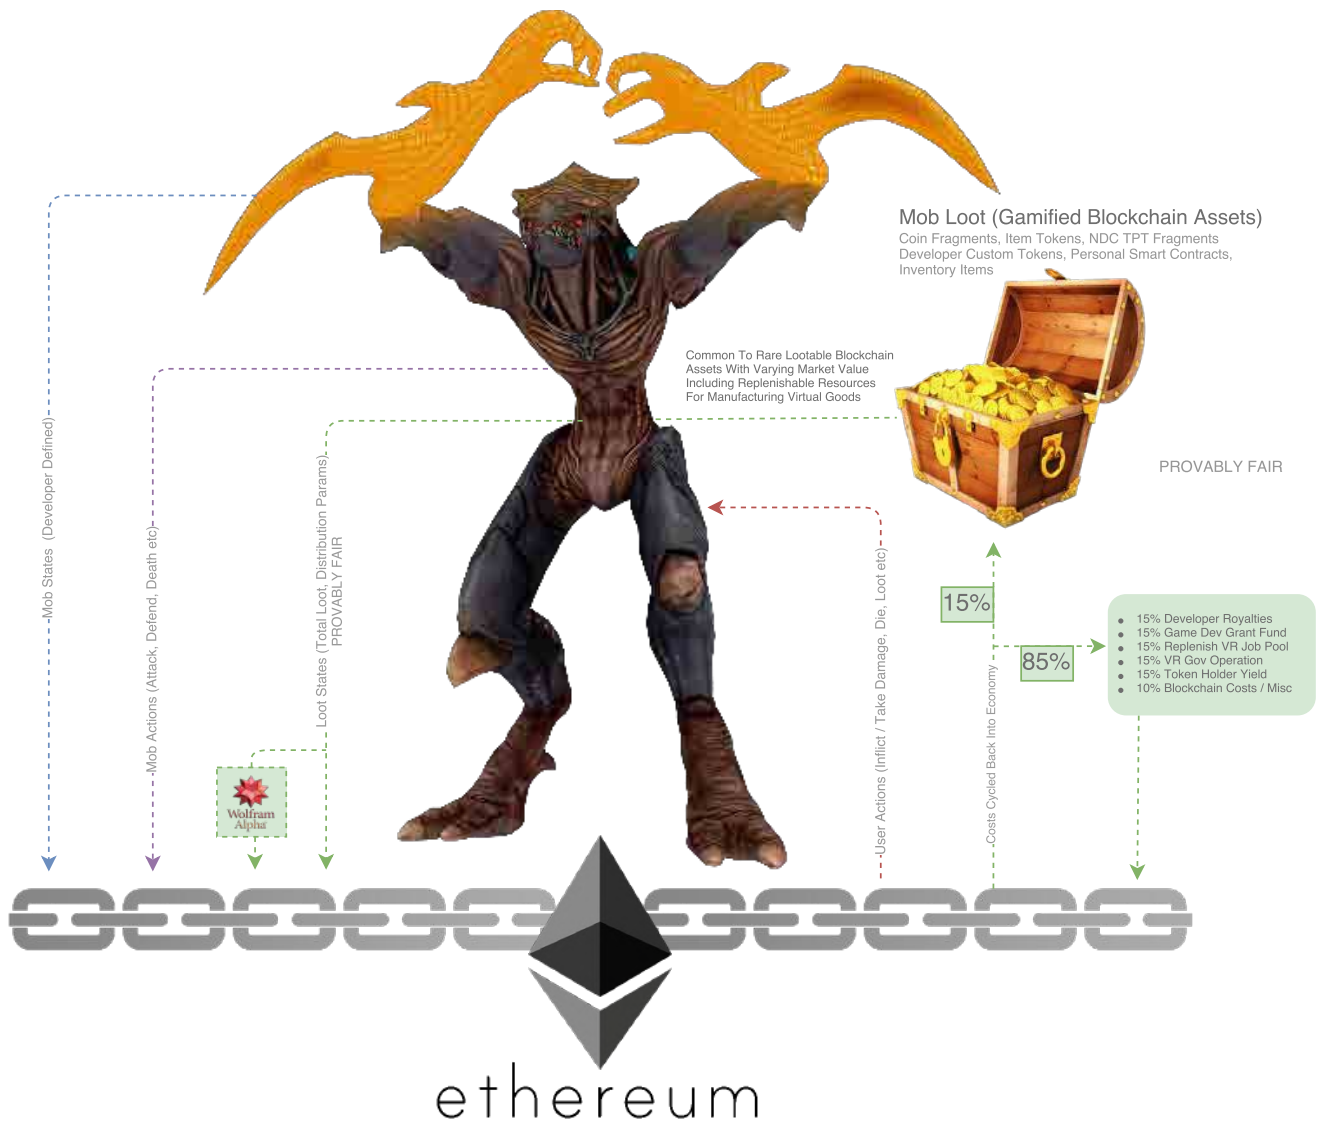 Mob Loot (Gamified Blockchain Assets)
Coin Fragments, Item Tokens, NDC TPT Fragments
Developer Custom Tokens, Personal Smart Contracts,
Inventory Items
Common To Rare Lootable Blockchain
Assets With Varying Market Value
Including Replenishable Resources
For Manufacturing Virtual Goods
PROVABLY FAIR
Mob States (Developer Defined)
Mob Actions (Attack, Defend, Death etc)
Loot States (Total Loot, Distribution Params)
PROVABLY FAIR
Wolfram
Alpha
User Actions (Inflict / Take Damage, Die, Loot etc)
Costs Cycled Back Into Economy
15%
85%
15% Developer Royalties
15% Game Dev Grant Fund
15% Replenish VR Job Pool
15% VR Gov Operation
15% Token Holder Yield
10% Blockchain Costs / Misc
ethereum